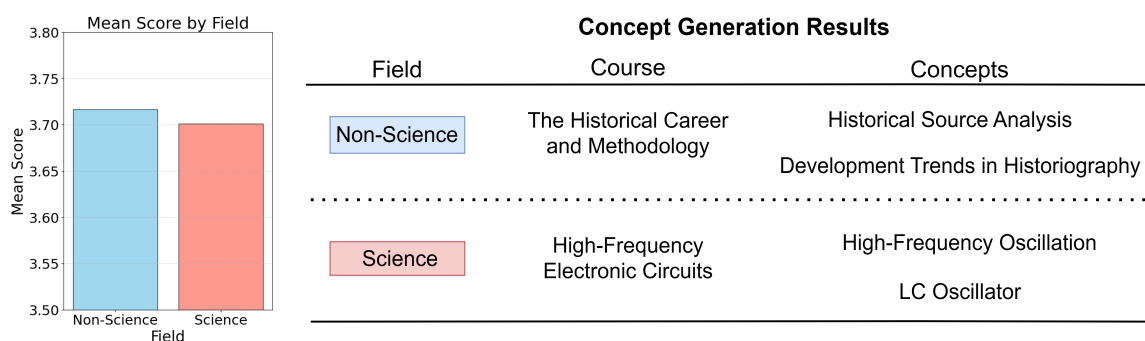 Mean Score by Field
3.80
3.75
3.70
3.65
3.60
3.55
3.50
Mean Score
Non-Science
Science
Field
Concept Generation Results
Field
Course
Concepts
Non-Science
The Historical Career
and Methodology
Historical Source Analysis
Development Trends in Historiography
Science
High-Frequency
Electronic Circuits
High-Frequency Oscillation
LC Oscillator